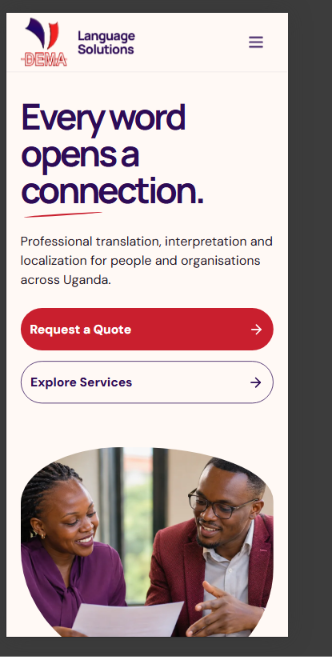 DEMA
Language
Solutions
Every word
opens a
connection.
Professional translation, interpretation and
localization for people and organisations
across Uganda.
Request a Quote
Explore Services